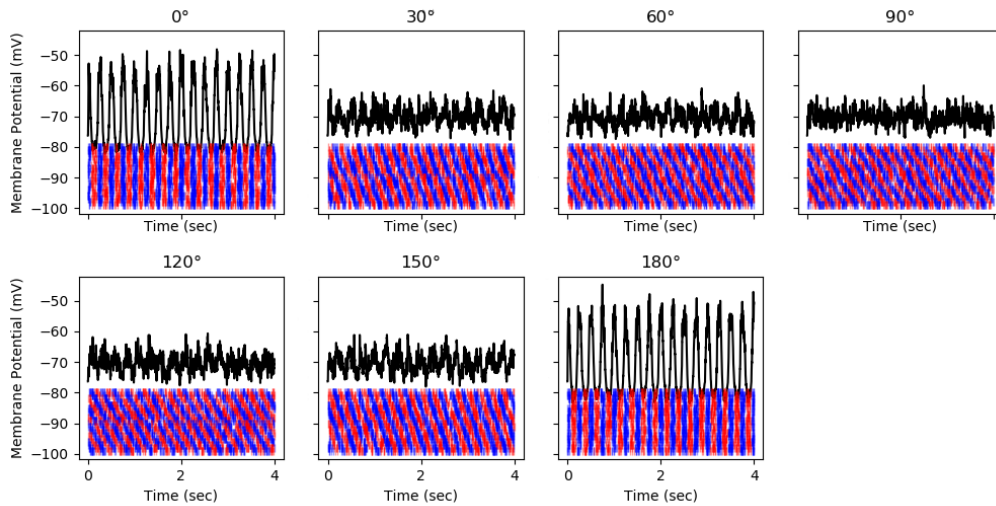 0° 30° 60° 90°
Membrane Potential (mV)
−50
−60
−70
−80
−90
−100
Time (sec) Time (sec) Time (sec) Time (sec)
120° 150° 180°
Membrane Potential (mV)
−50
−60
−70
−80
−90
−100
0 2 4 0 2 4 0 2 4
Time (sec) Time (sec) Time (sec)